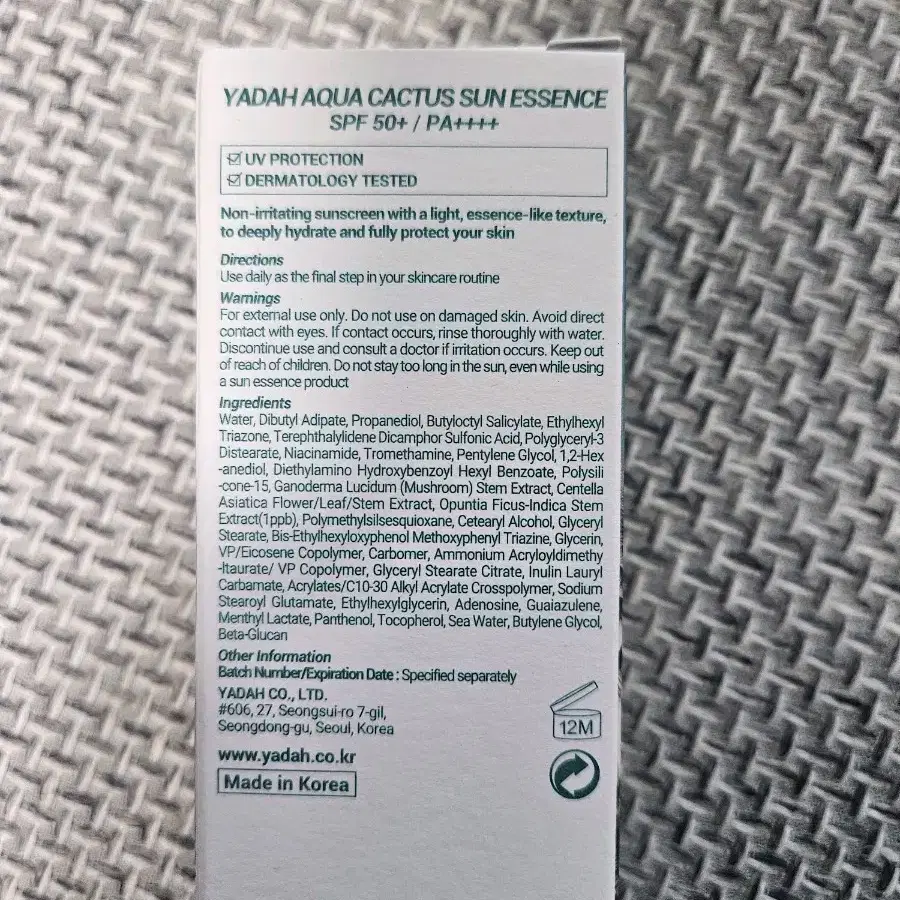 YADAH AQUA CACTUS SUN ESSENCE
SPF 50+ / PA++++
UV PROTECTION
DERMATOLOGY TESTED
Non-irritating sunscreen with a light, essence-like texture,
to deeply hydrate and fully protect your skin
Directions
Use daily as the final step in your skincare routine
Warnings
For external use only. Do not use on damaged skin. Avoid direct
contact with eyes. If contact occurs, rinse thoroughly with water.
Discontinue use and consult a doctor if irritation occurs. Keep out
of reach of children. Do not stay too long in the sun, even while using
a sun essence product
Ingredients
Water, Dibutyl Adipate, Propanediol, Butyloctyl Salicylate, Ethylhexyl
Triazone, Terephthalylidene Dicamphor Sulfonic Acid, Polyglyceryl-3
Distearate, Niacinamide, Tromethamine, Pentylene Glycol, 1,2-Hex
-anediol, Diethylamino Hydroxybenzoyl Hexyl Benzoate, Polysili
-cone-15, Ganoderma Lucidum (Mushroom) Stem Extract, Centella
Asiatica Flower/Leaf/Stem Extract, Opuntia Ficus-Indica Stem
Extract(1ppb), Polymethylsilsesquioxane, Cetearyl Alcohol, Glyceryl
Stearate, Bis-Ethylhexyloxyphenol Methoxyphenyl Triazine, Glycerin,
VP/Eicosene Copolymer, Carbomer, Ammonium Acryloyldimethy
-ltaurate/ VP Copolymer, Glyceryl Stearate Citrate, Inulin Lauryl
Carbamate, Acrylates/C10-30 Alkyl Acrylate Crosspolymer, Sodium
Stearoyl Glutamate, Ethylhexylglycerin, Adenosine, Guaiazulene,
Menthyl Lactate, Panthenol, Tocopherol, Sea Water, Butylene Glycol,
Beta-Glucan
Other Information
Batch Number/Expiration Date : Specified separately
YADAH CO., LTD.
#606, 27, Seongsui-ro 7-gil,
Seongdong-gu, Seoul, Korea
12M
www.yadah.co.kr
Made in Korea